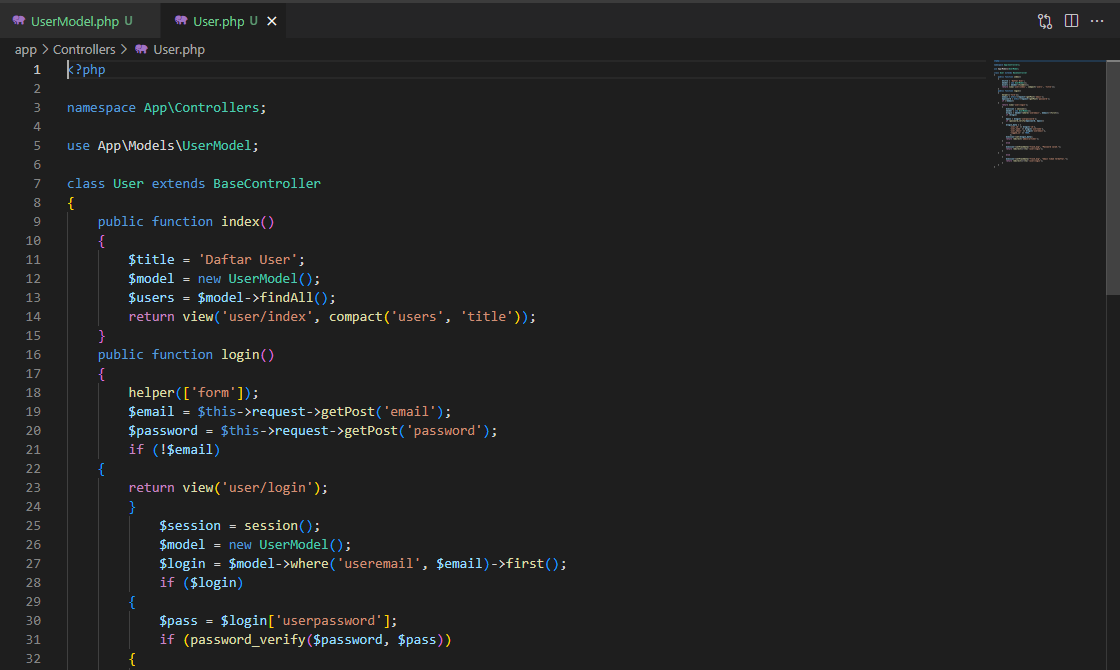 UserModel.php U User.php U
app > Controllers > User.php
1 <?php
2
3 namespace App\Controllers;
4
5 use App\Models\UserModel;
6
7 class User extends BaseController
8 {
9 public function index()
10 {
11 $title = 'Daftar User';
12 $model = new UserModel();
13 $users = $model->findAll();
14 return view('user/index', compact('users', 'title'));
15 }
16 public function login()
17 {
18 helper(['form']);
19 $email = $this->request->getPost('email');
20 $password = $this->request->getPost('password');
21 if (!$email)
22 {
23 return view('user/login');
24 }
25 $session = session();
26 $model = new UserModel();
27 $login = $model->where('useremail', $email)->first();
28 if ($login)
29 {
30 $pass = $login['userpassword'];
31 if (password_verify($password, $pass))
32 {